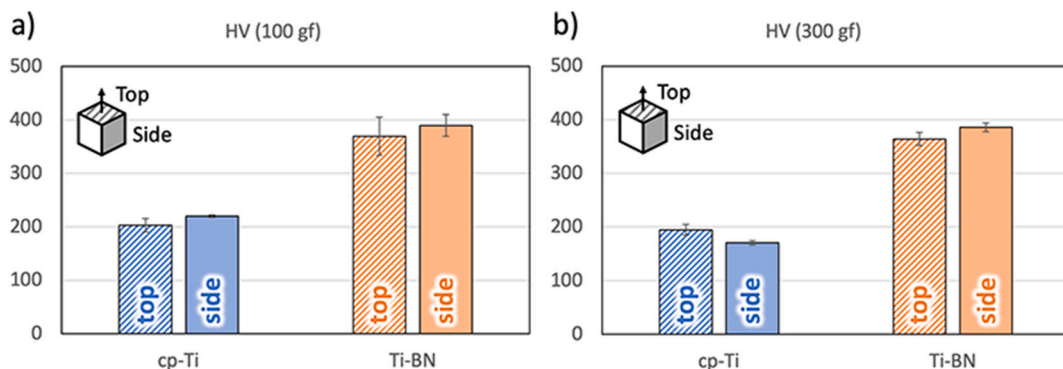 a)
HV (100 gf)
500
400
300
200
100
0
Top
Side
top
side
top
side
cp-Ti
Ti-BN
b)
HV (300 gf)
500
400
300
200
100
0
Top
Side
top
side
top
side
cp-Ti
Ti-BN